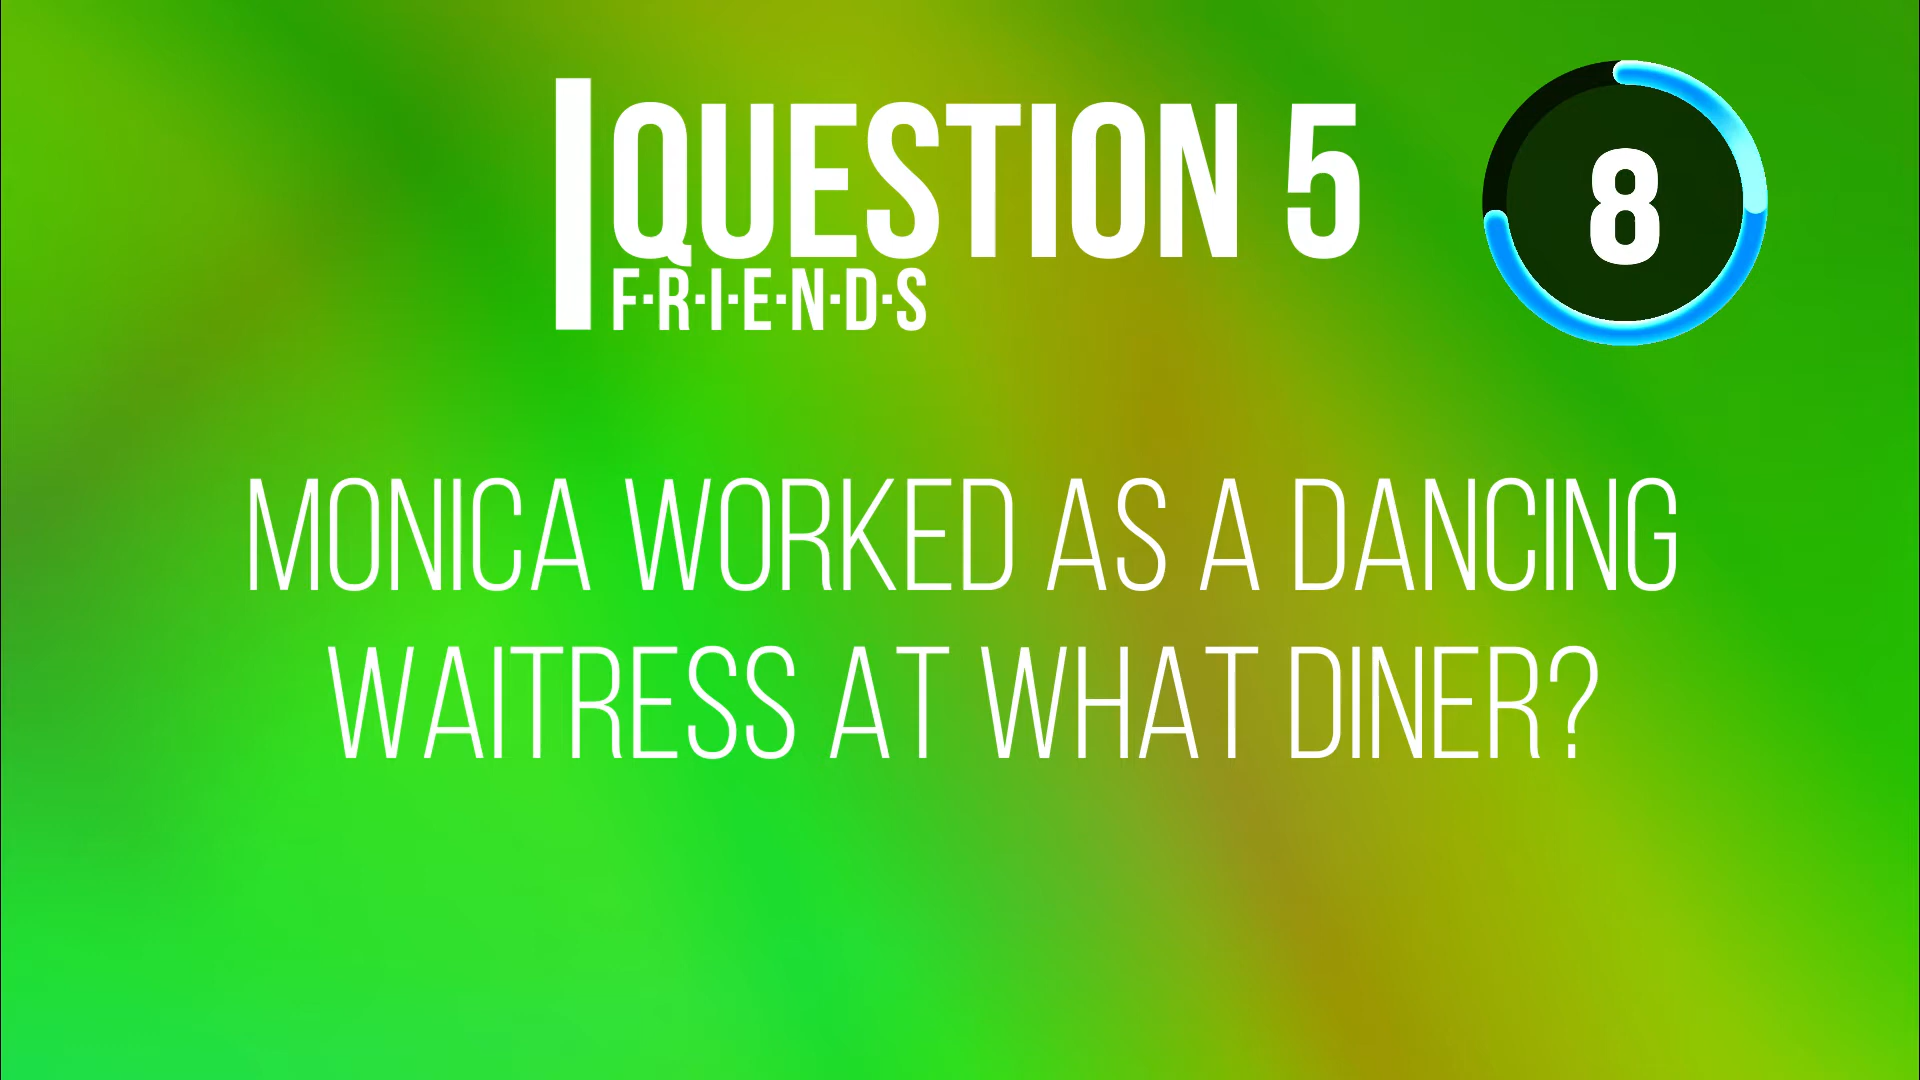 QUESTION 5
8
F·R·I·E·N·D·S
MONICA WORKED AS A DANCING
WAITRESS AT WHAT DINER?